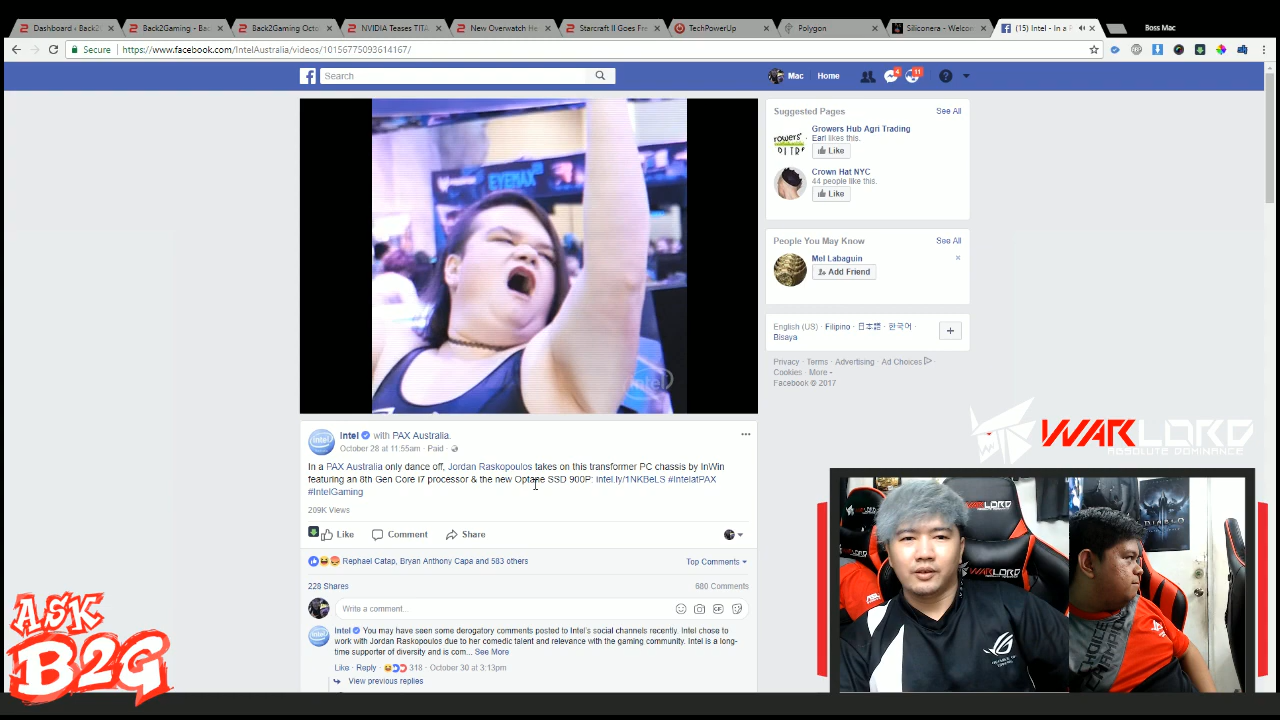 Dashboard ‹ Back2
Back2Gaming - Bac
Back2Gaming Octo
NVIDIA Teases TITA
New Overwatch He
Starcraft II Goes Fre
TechPowerUp
Polygon
Siliconera - Welcom
(15) Intel - In a P
Boss Mac
Secure
https://www.facebook.com/IntelAustralia/videos/10156775093614167/
Search
Mac
Home
4
11
EYEMAX
intel
Suggested Pages
See All
Growers Hub Agri Trading
Earl likes this.
Like
Crown Hat NYC
44 people like this.
Like
People You May Know
See All
Mel Labaguin
Add Friend
English (US) · Filipino · 日本語 · 한국어 ·
Bisaya
Privacy · Terms · Advertising · Ad Choices
Cookies · More
Facebook © 2017
Intel with PAX Australia.
October 28 at 11:55am · Paid ·
In a PAX Australia only dance off, Jordan Raskopoulos takes on this transformer PC chassis by InWin
featuring an 8th Gen Core i7 processor & the new Optane SSD 900P: intel.ly/1NKBeLS #IntelatPAX
#IntelGaming
209K Views
Like
Comment
Share
Rephael Catap, Bryan Anthony Capa and 583 others
Top Comments
228 Shares
680 Comments
Write a comment...
Intel You may have seen some derogatory comments posted to Intel's social channels recently. Intel chose to
work with Jordan Raskopoulos due to her comedic talent and relevance with the gaming community. Intel is a long-
time supporter of diversity and is com... See More
Like · Reply · 318 · October 30 at 3:13pm
View previous replies
WARLORD
ABSOLUTE DOMINANCE
ASK
B2G
WARLORD
DIABLO